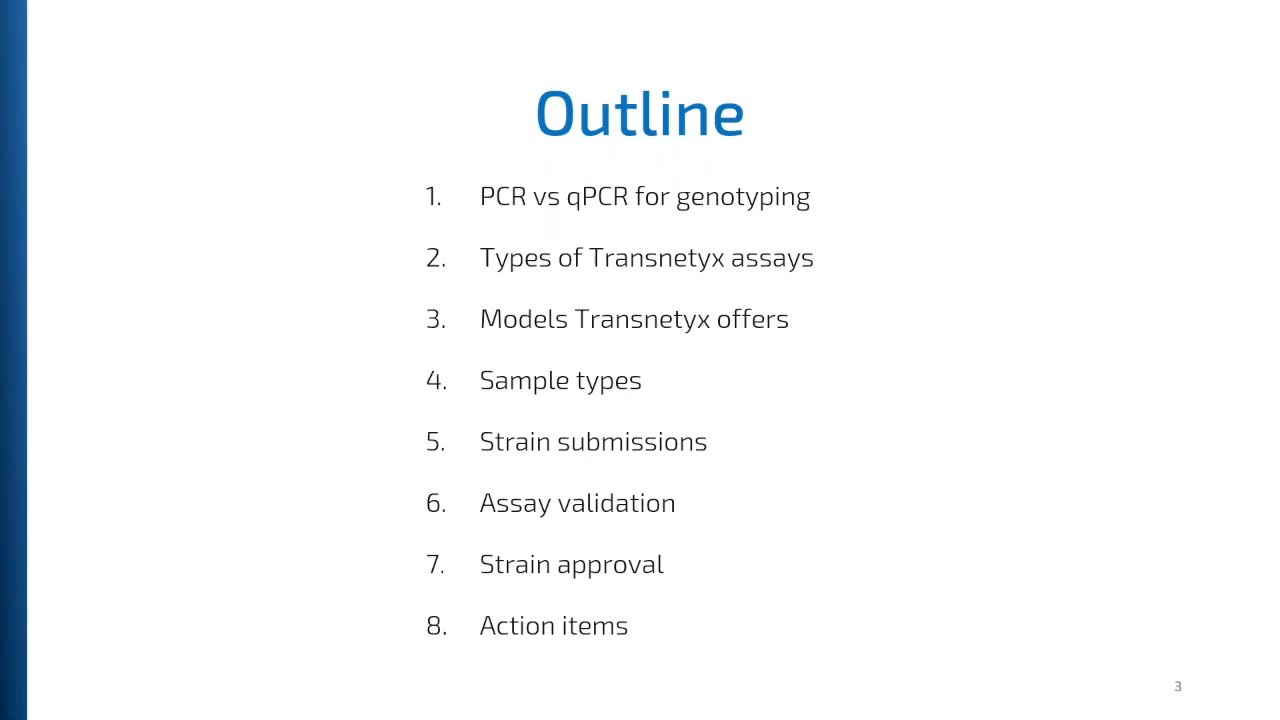 Outline
1. PCR vs qPCR for genotyping
2. Types of Transnetyx assays
3. Models Transnetyx offers
4. Sample types
5. Strain submissions
6. Assay validation
7. Strain approval
8. Action items
3